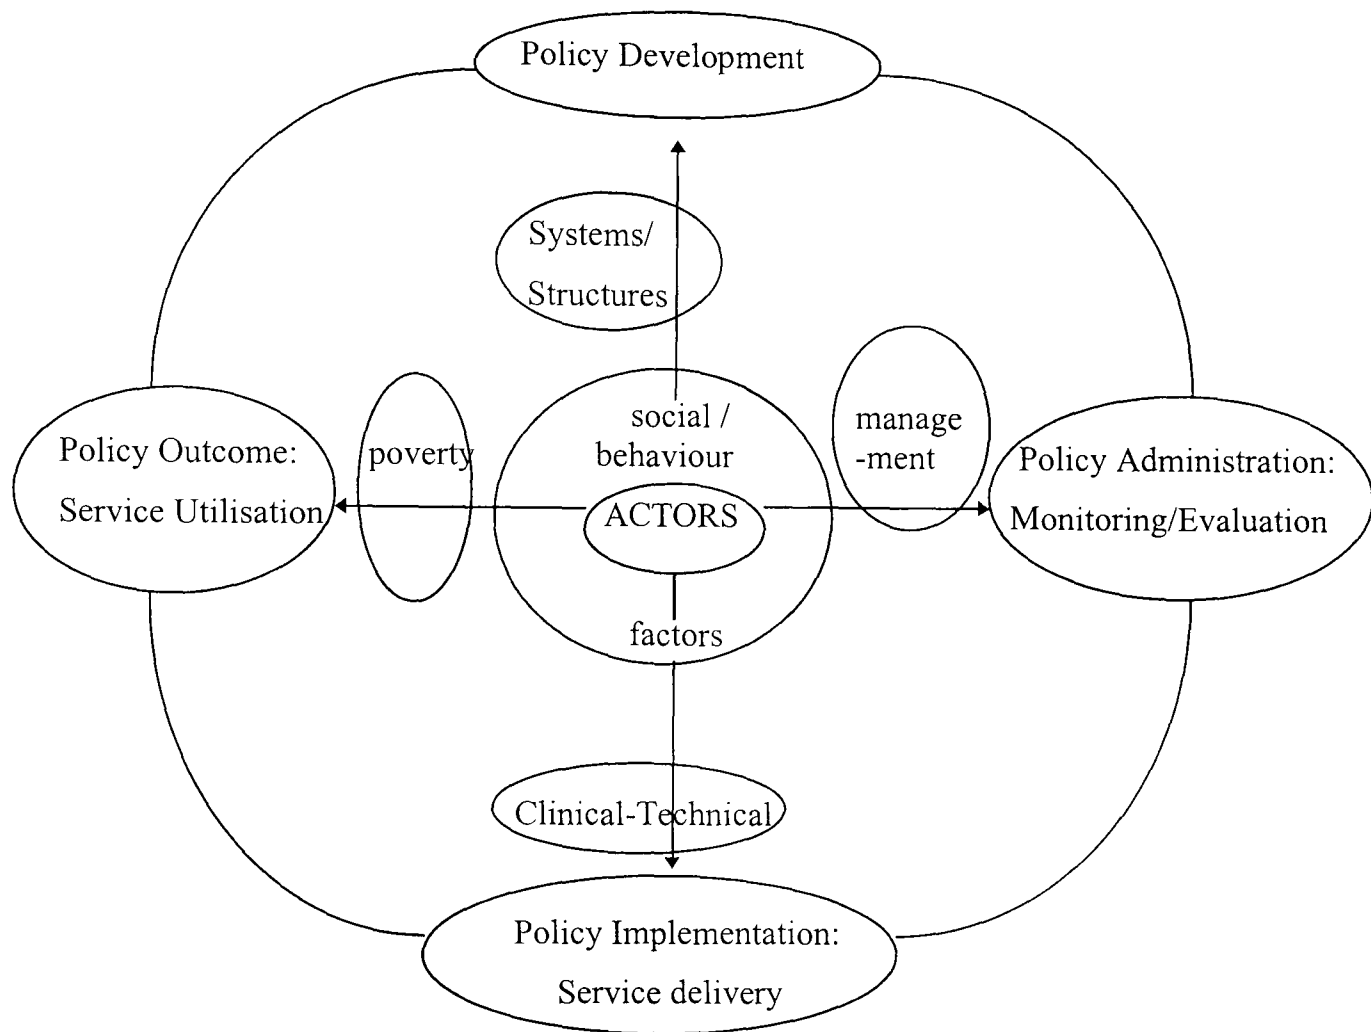 Policy Development
Systems/
Structures
social /
behaviour
manage
-ment
poverty
Policy Outcome:
Service Utilisation
ACTORS
Policy Administration:
Monitoring/Evaluation
factors
Clinical-Technical
Policy Implementation:
Service delivery